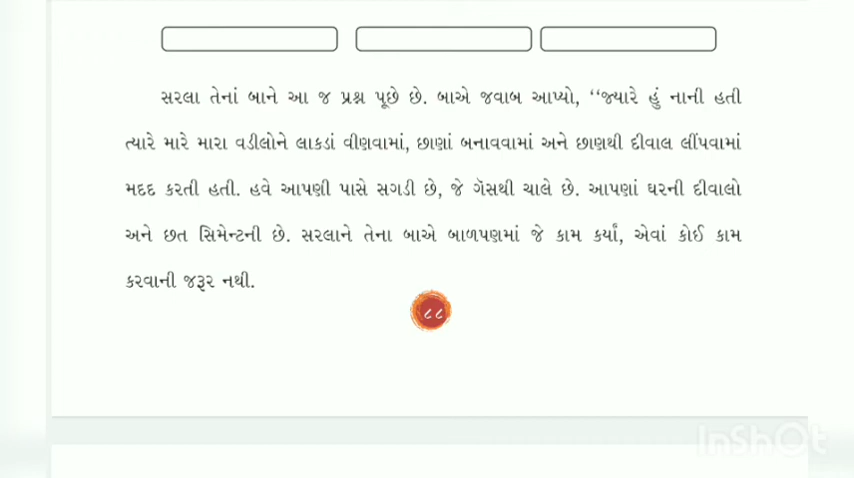 સરલા તેનાં બાને આ જ પ્રશ્ન પૂછે છે. બાએ જવાબ આપ્યો, ‘‘જ્યારે હું નાની હતી
ત્યારે મારે મારા વડીલોને લાકડાં વીણવામાં, છાણાં બનાવવામાં અને છાણથી દીવાલ લીંપવામાં
મદદ કરતી હતી. હવે આપણી પાસે સગડી છે, જે ગૅસથી ચાલે છે. આપણાં ઘરની દીવાલો
અને છત સિમેન્ટની છે. સરલાને તેના બાએ બાળપણમાં જે કામ કર્યાં, એવાં કોઈ કામ
કરવાની જરૂર નથી.
૮૮
InShOt